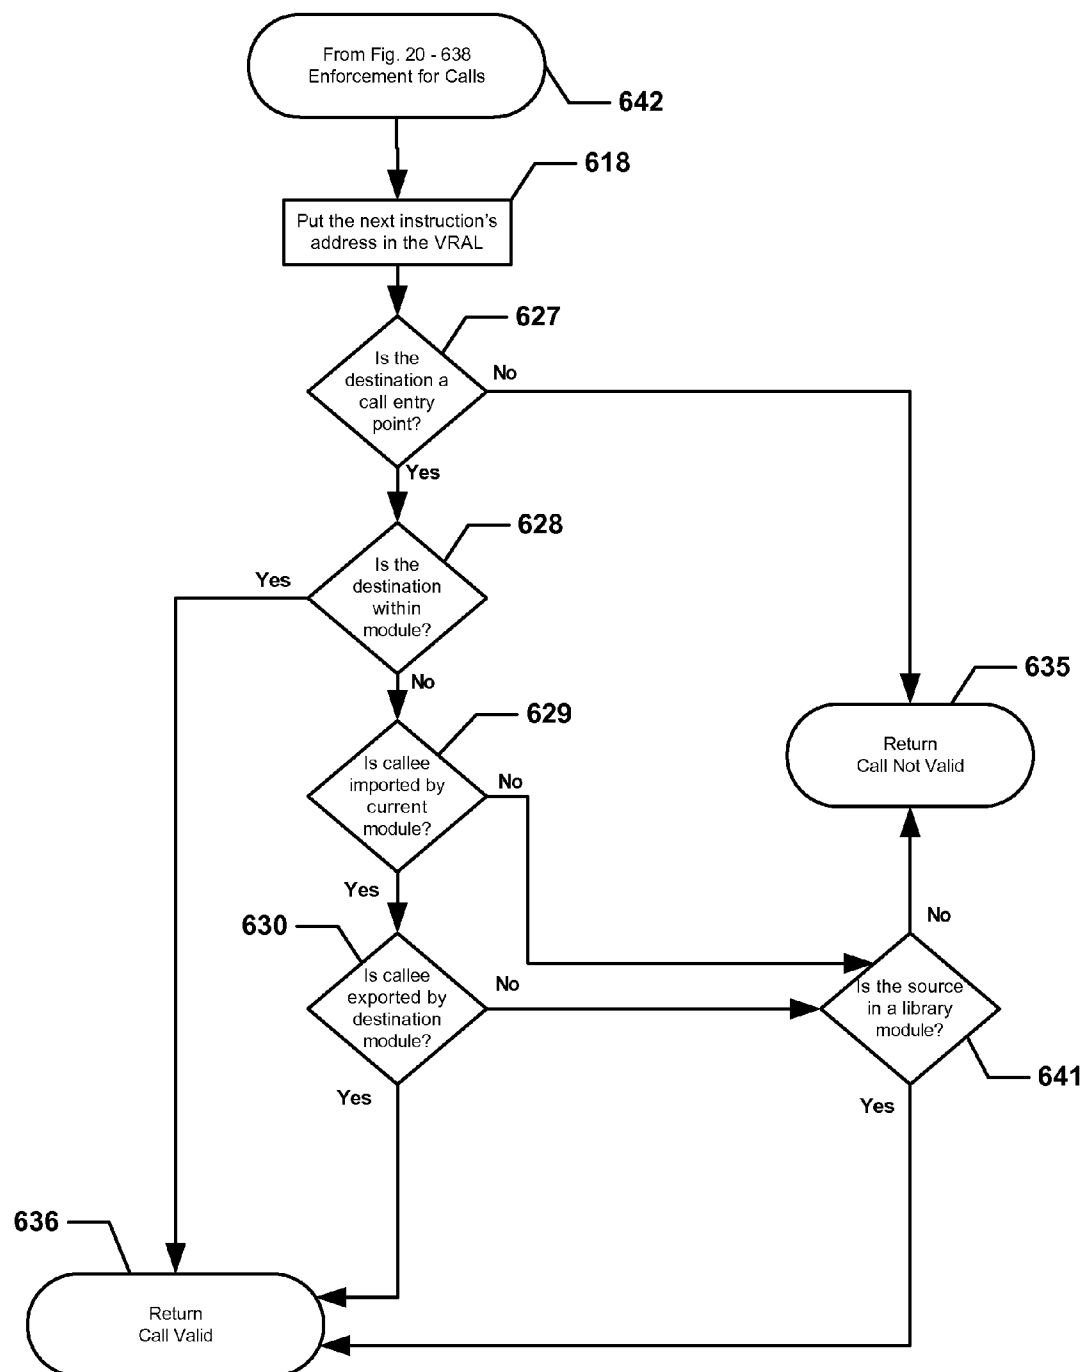 From Fig. 20 - 638
Enforcement for Calls
642
618
Put the next instruction's
address in the VRAL
627
Is the
destination a
call entry
point?
No
Yes
628
Is the
destination
within
module?
Yes
No
635
Return
Call Not Valid
629
Is callee
imported by
current
module?
No
Yes
630
Is callee
exported by
destination
module?
No
Yes
No
Is the source
in a library
module?
641
Yes
636
Return
Call Valid